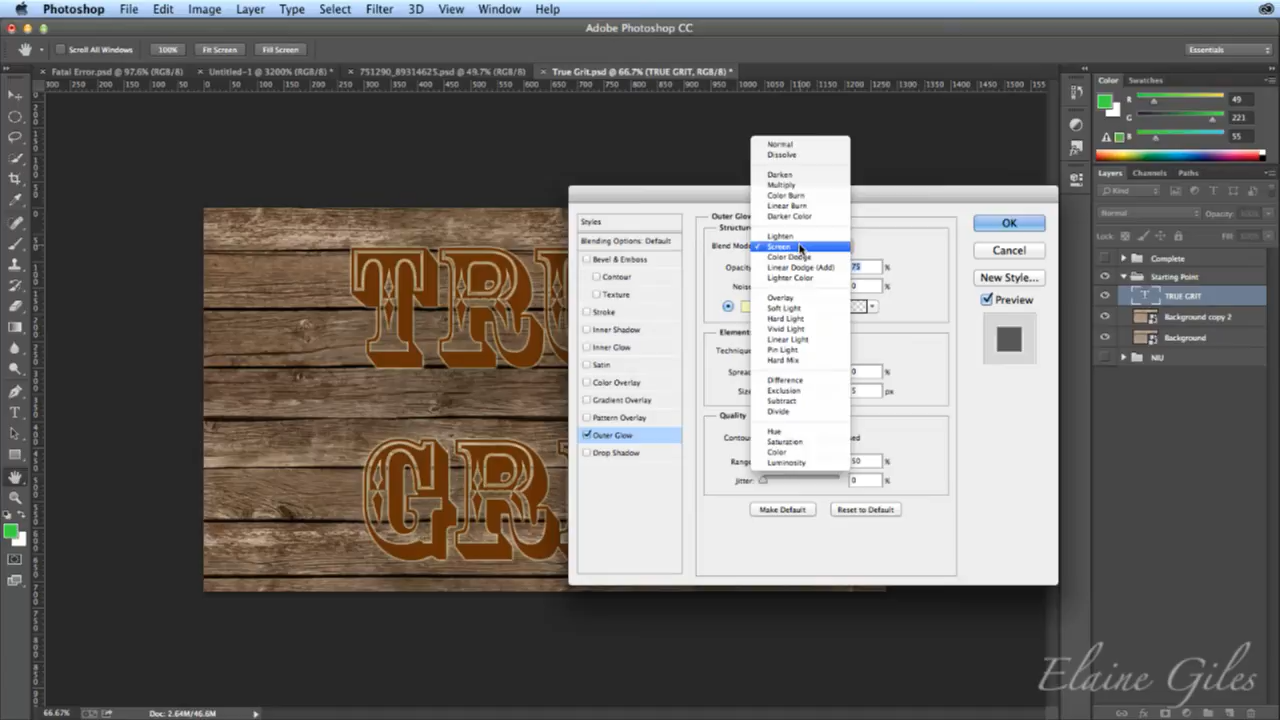 Photoshop File Edit Image Layer Type Select Filter 3D View Window Help
Adobe Photoshop CC
Scroll All Windows 100% Fit Screen Fill Screen Essentials
Fatal Error.psd @ 97.6% (RGB/8) Untitled-1 @ 3200% (RGB/8) * 751290_89314625.psd @ 49.7% (RGB/8) True Grit.psd @ 66.7% (TRUE GRIT, RGB/8) *
Color Swatches
R 49
G 221
B 55
Layers Channels Paths
Kind
Normal Opacity:
Lock: Fill:
Complete
Starting Point
TRUE GRIT
Background copy 2
Background
NIU
TRU
GR
Styles
Blending Options: Default
Bevel & Emboss
Contour
Texture
Stroke
Inner Shadow
Inner Glow
Satin
Color Overlay
Gradient Overlay
Pattern Overlay
Outer Glow
Drop Shadow
Outer Glow
Structure
Blend Mode
Opacity 75 %
Noise 0 %
Elements
Technique
Spread 0 %
Size 5 px
Quality
Contour
Range 50 %
Jitter: 0 %
Make Default Reset to Default
Normal
Dissolve
Darken
Multiply
Color Burn
Linear Burn
Darker Color
Lighten
Screen
Color Dodge
Linear Dodge (Add)
Lighter Color
Overlay
Soft Light
Hard Light
Vivid Light
Linear Light
Pin Light
Hard Mix
Difference
Exclusion
Subtract
Divide
Hue
Saturation
Color
Luminosity
OK
Cancel
New Style...
Preview
66.67% Doc: 2.64M/46.6M
Elaine Giles